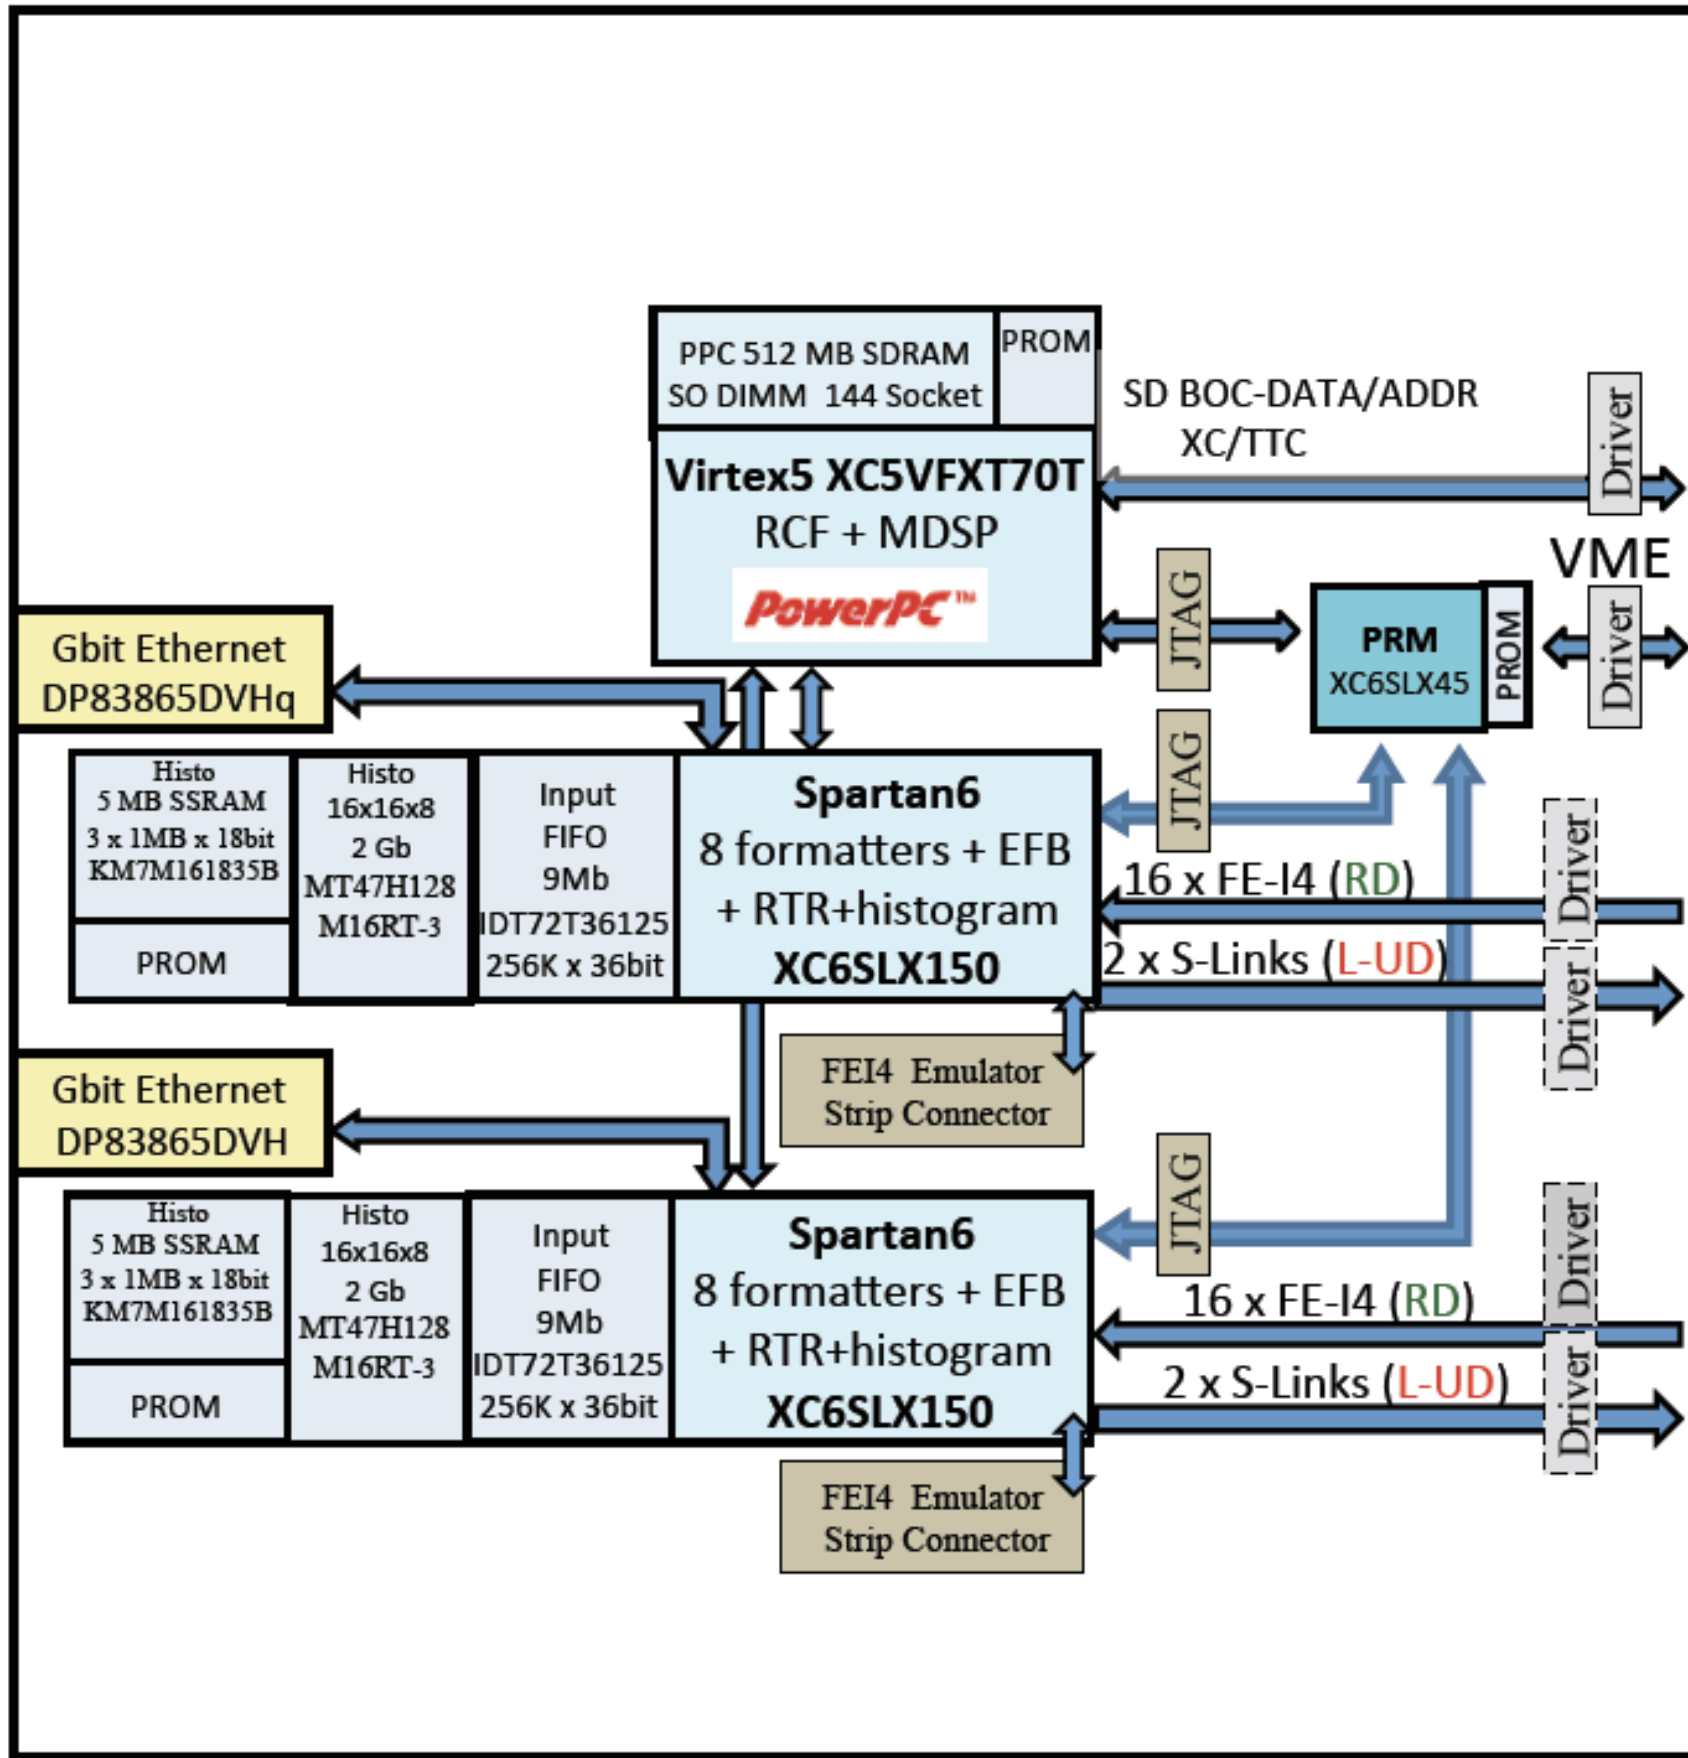 PPC 512 MB SDRAM
SO DIMM 144 Socket
PROM
Virtex5 XC5VFXT70T
RCF + MDSP
PowerPC™
SD BOC-DATA/ADDR
XC/TTC
Driver
VME
Driver
JTAG
PRM
XC6SLX45
PROM
JTAG
Gbit Ethernet
DP83865DVHq
Histo
5 MB SSRAM
3 x 1MB x 18bit
KM7M161835B
PROM
Histo
16x16x8
2 Gb
MT47H128
M16RT-3
Input
FIFO
9Mb
IDT72T36125
256K x 36bit
Spartan6
8 formatters + EFB
+ RTR+histogram
XC6SLX150
16 x FE-I4 (RD)
2 x S-Links (L-UD)
Driver
Driver
FEI4 Emulator
Strip Connector
Gbit Ethernet
DP83865DVH
Histo
5 MB SSRAM
3 x 1MB x 18bit
KM7M161835B
PROM
Histo
16x16x8
2 Gb
MT47H128
M16RT-3
Input
FIFO
9Mb
IDT72T36125
256K x 36bit
Spartan6
8 formatters + EFB
+ RTR+histogram
XC6SLX150
JTAG
16 x FE-I4 (RD)
2 x S-Links (L-UD)
Driver
Driver
FEI4 Emulator
Strip Connector